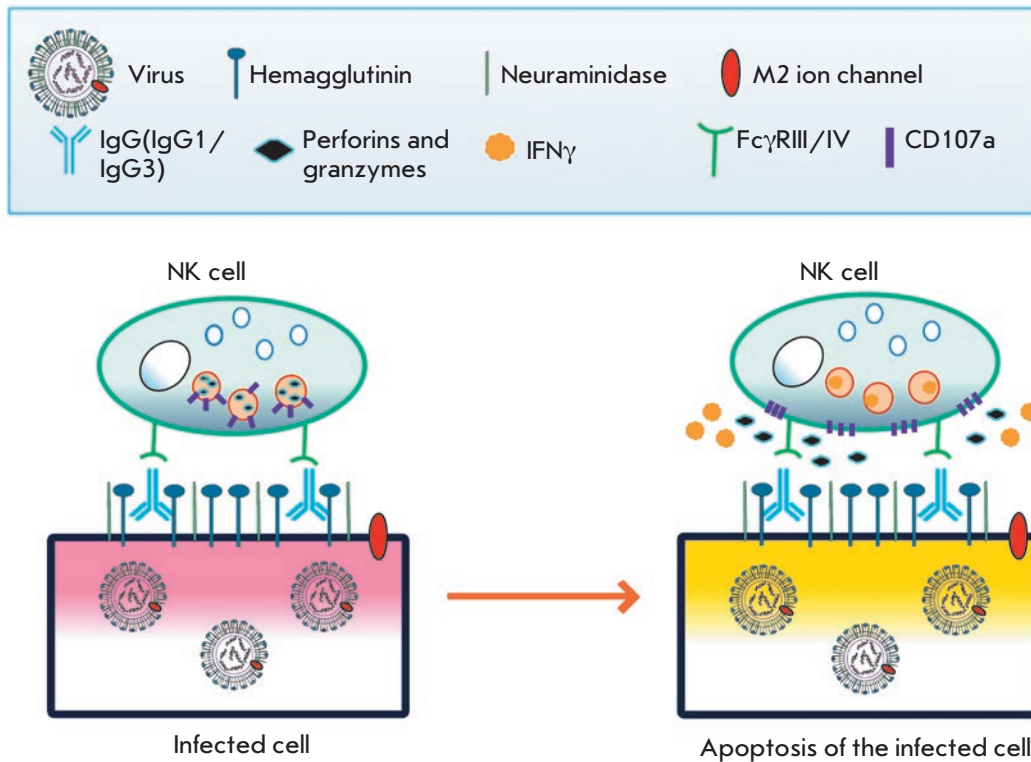 Virus
Hemagglutinin
Neuraminidase
M2 ion channel
IgG(IgG1/
IgG3)
Perforins and
granzymes
IFNγ
FcγRIII/IV
CD107a
NK cell
NK cell
Infected cell
Apoptosis of the infected cell